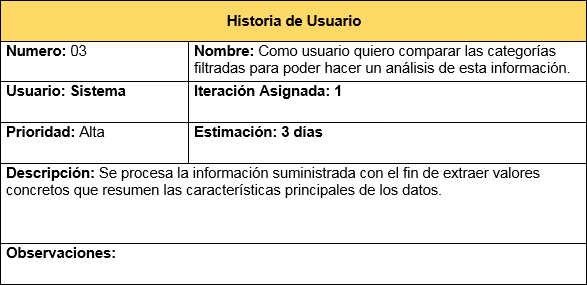 Historia de Usuario
Numero: 03
Nombre: Como usuario quiero comparar las categorías
filtradas para poder hacer un análisis de esta información.
Usuario: Sistema
Iteración Asignada: 1
Prioridad: Alta
Estimación: 3 días
Descripción: Se procesa la información suministrada con el fin de extraer valores
concretos que resumen las características principales de los datos.
Observaciones: